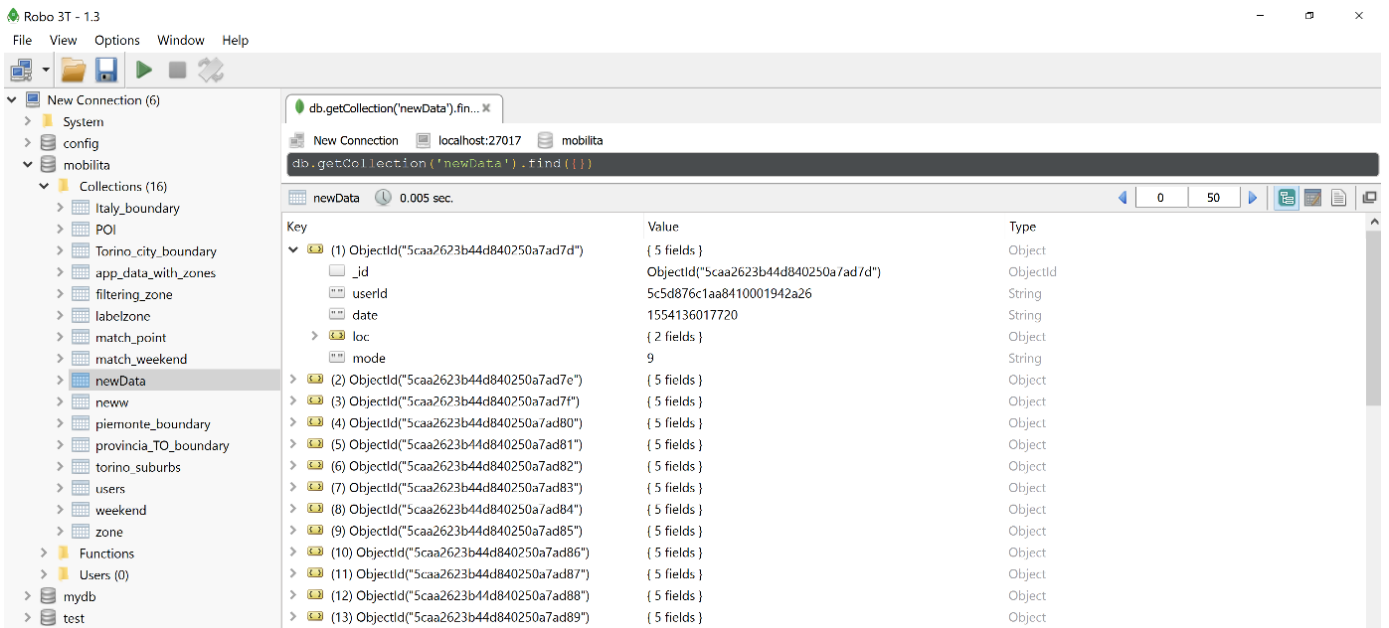 Robo 3T - 1.3
File View Options Window Help
New Connection (6)
System
config
mobilita
Collections (16)
Italy_boundary
POI
Torino_city_boundary
app_data_with_zones
filtering_zone
labelzone
match_point
match_weekend
newData
neww
piemonte_boundary
provincia_TO_boundary
torino_suburbs
users
weekend
zone
Functions
Users (0)
mydb
test
db.getCollection('newData').fin...
New Connection localhost:27017 mobilita
db.getCollection('newData').find({})
newData 0.005 sec. 0 50
Key Value Type
(1) ObjectId("5caa2623b44d840250a7ad7d") { 5 fields } Object
_id ObjectId("5caa2623b44d840250a7ad7d") ObjectId
userId 5c5d876c1aa8410001942a26 String
date 1554136017720 String
loc { 2 fields } Object
mode 9 String
(2) ObjectId("5caa2623b44d840250a7ad7e") { 5 fields } Object
(3) ObjectId("5caa2623b44d840250a7ad7f") { 5 fields } Object
(4) ObjectId("5caa2623b44d840250a7ad80") { 5 fields } Object
(5) ObjectId("5caa2623b44d840250a7ad81") { 5 fields } Object
(6) ObjectId("5caa2623b44d840250a7ad82") { 5 fields } Object
(7) ObjectId("5caa2623b44d840250a7ad83") { 5 fields } Object
(8) ObjectId("5caa2623b44d840250a7ad84") { 5 fields } Object
(9) ObjectId("5caa2623b44d840250a7ad85") { 5 fields } Object
(10) ObjectId("5caa2623b44d840250a7ad86") { 5 fields } Object
(11) ObjectId("5caa2623b44d840250a7ad87") { 5 fields } Object
(12) ObjectId("5caa2623b44d840250a7ad88") { 5 fields } Object
(13) ObjectId("5caa2623b44d840250a7ad89") { 5 fields } Object